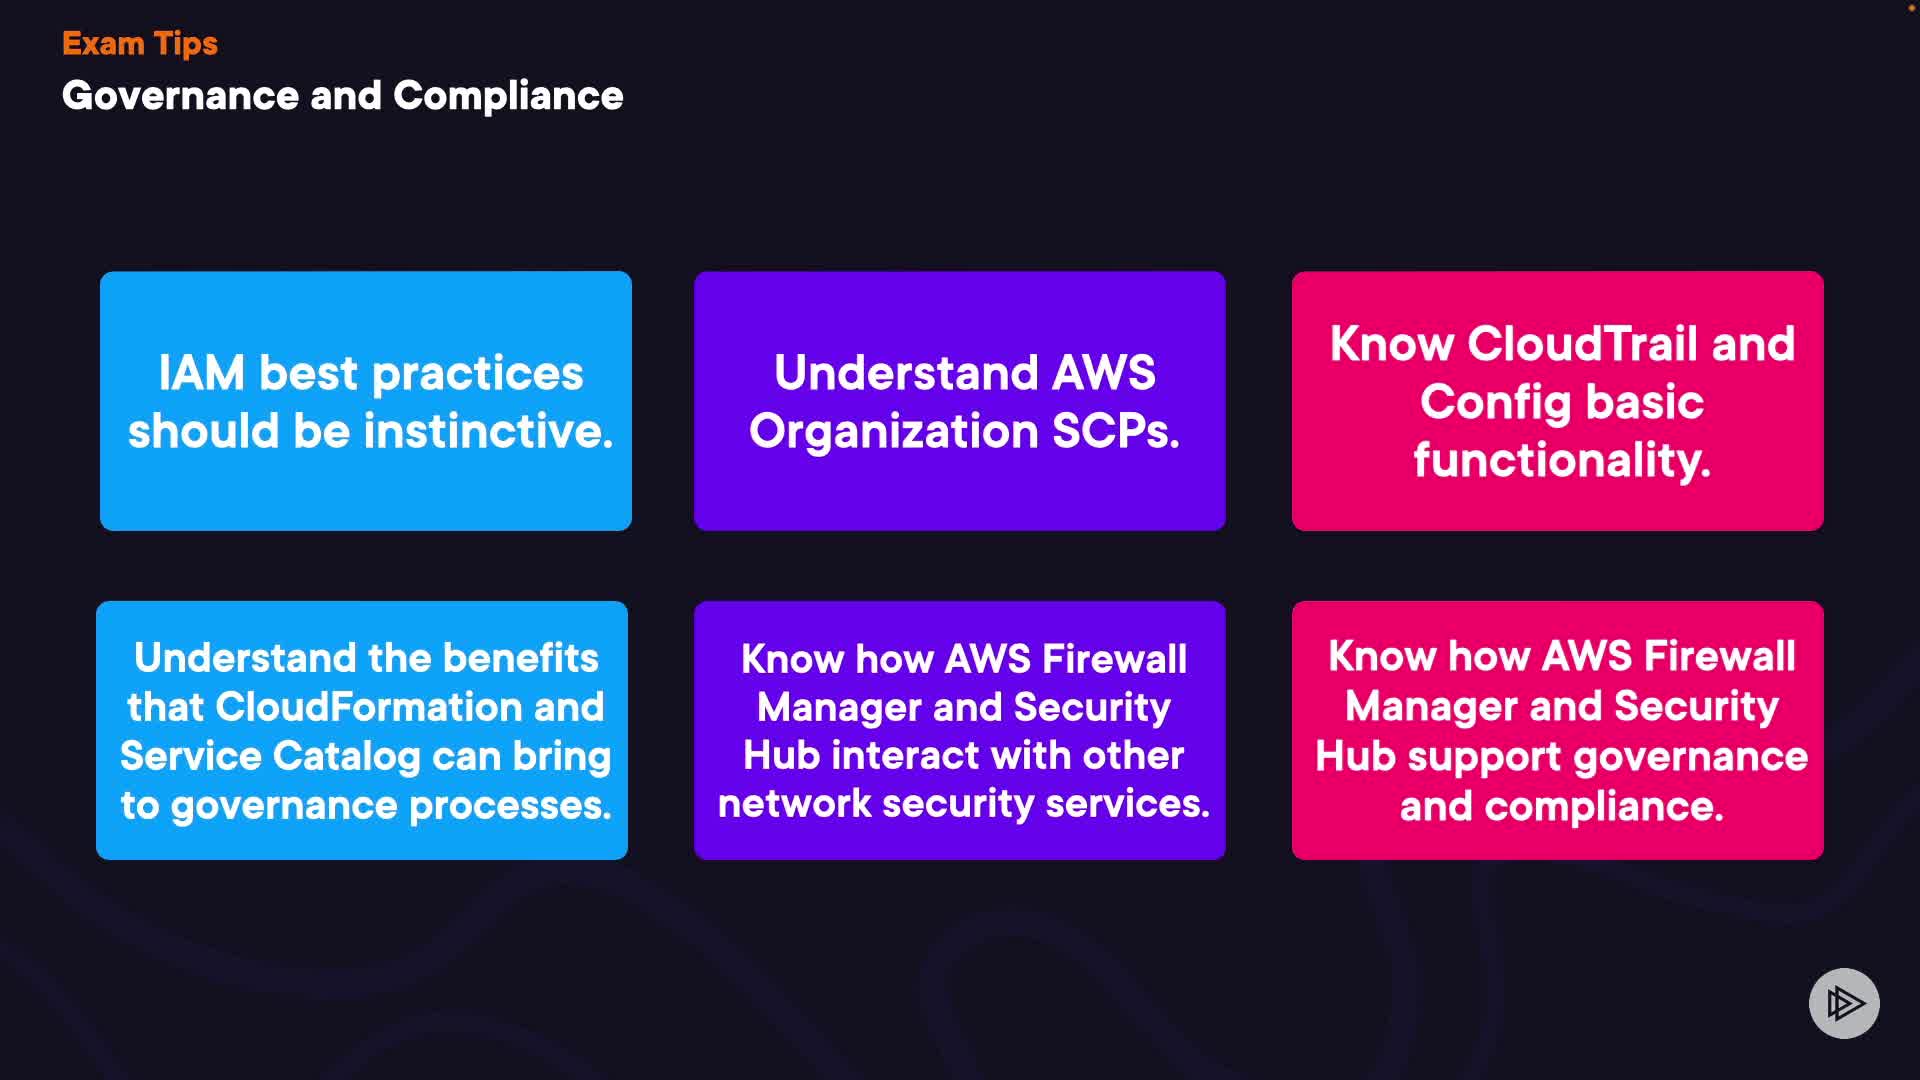 Exam Tips
Governance and Compliance
IAM best practices
should be instinctive.
Understand AWS
Organization SCPs.
Know CloudTrail and
Config basic
functionality.
Understand the benefits
that CloudFormation and
Service Catalog can bring
to governance processes.
Know how AWS Firewall
Manager and Security
Hub interact with other
network security services.
Know how AWS Firewall
Manager and Security
Hub support governance
and compliance.